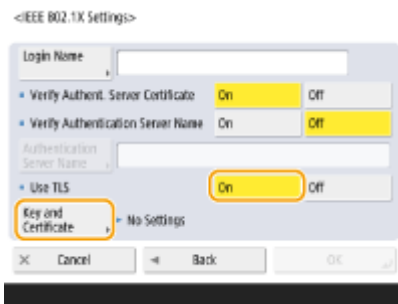 <IEEE 802.1X Settings>
Login Name
Verify Authent. Server Certificate On Off
Verify Authentication Server Name On Off
Authentication
Server Name
Use TLS On Off
Key and
Certificate No Settings
× Cancel Back OK